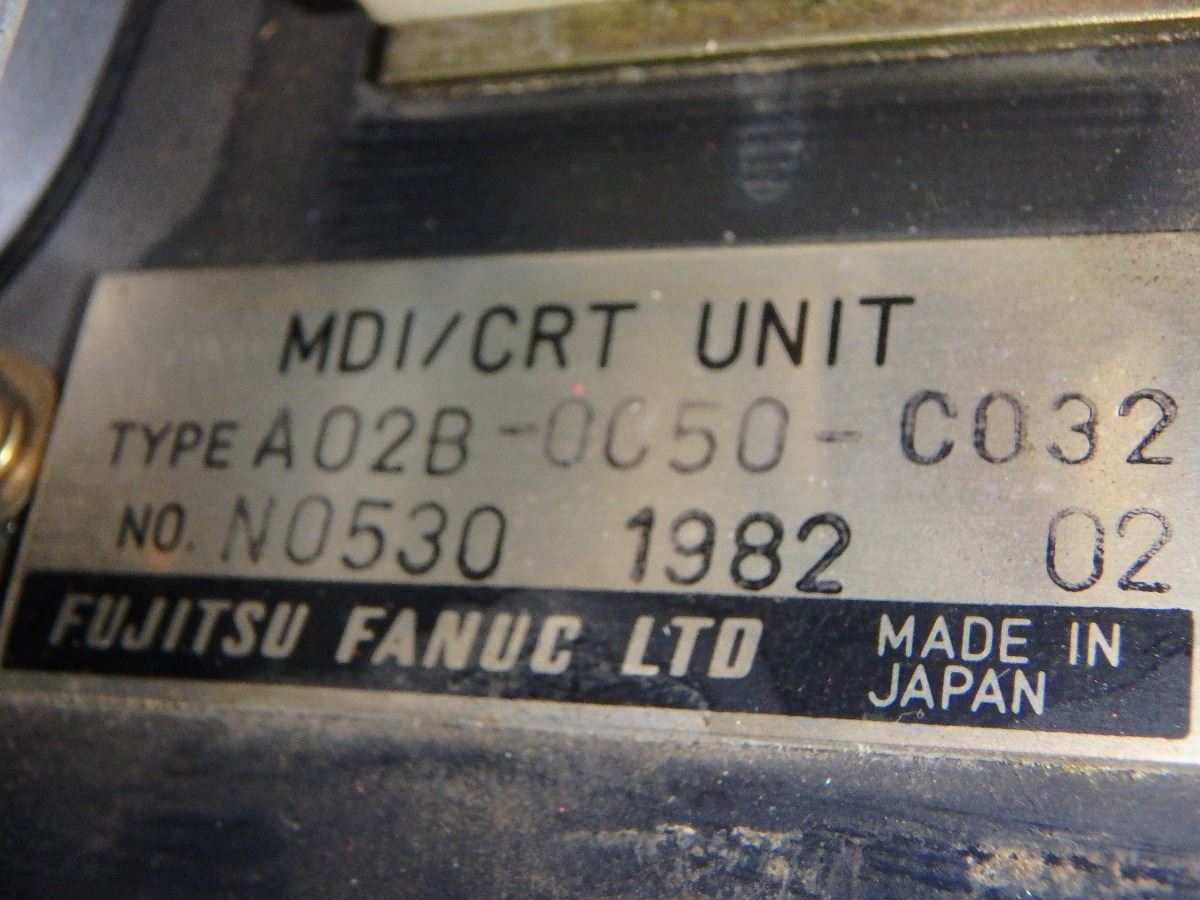 MDI/CRT UNIT
TYPE A02B-0C50-C032
NO. N0530 1982 02
FUJITSU FANUC LTD MADE IN
JAPAN